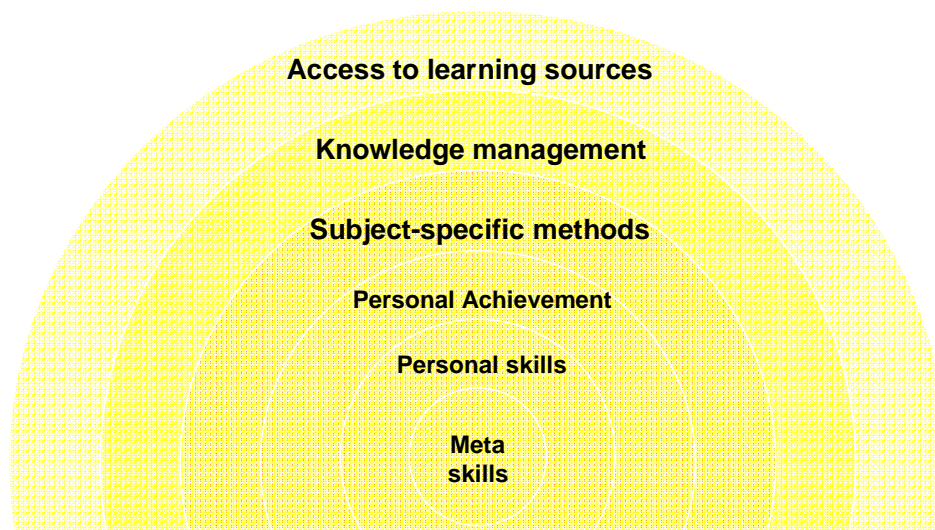 Access to learning sources
Knowledge management
Subject-specific methods
Personal Achievement
Personal skills
Meta
skills